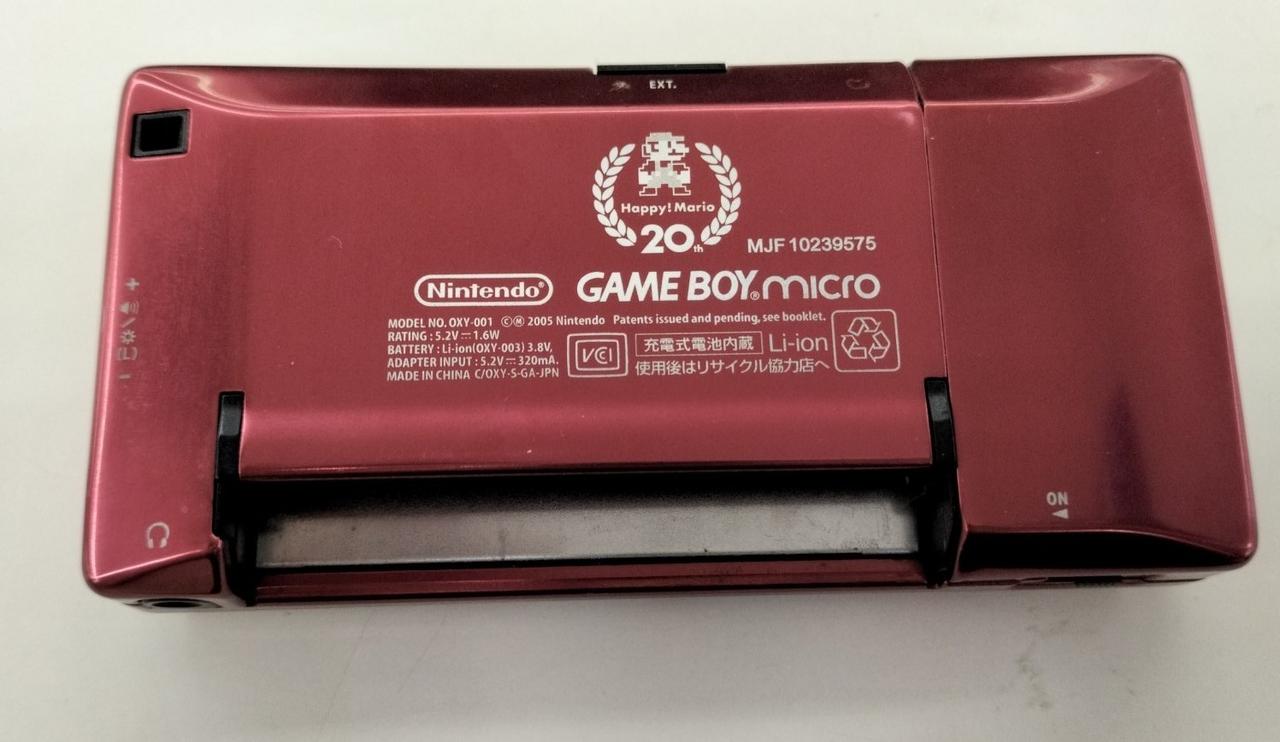 EXT.
Happy! Mario
20th
MJF 10239575
Nintendo®
GAME BOY® micro
MODEL NO. OXY-001 ©Ⓜ 2005 Nintendo Patents issued and pending, see booklet.
RATING : 5.2V⎓1.6W
BATTERY : Li-ion(OXY-003) 3.8V,
ADAPTER INPUT : 5.2V⎓320mA.
MADE IN CHINA C/OXY-S-GA-JPN
VCI
充電式電池内蔵 Li-ion
使用後はリサイクル協力店へ
ON